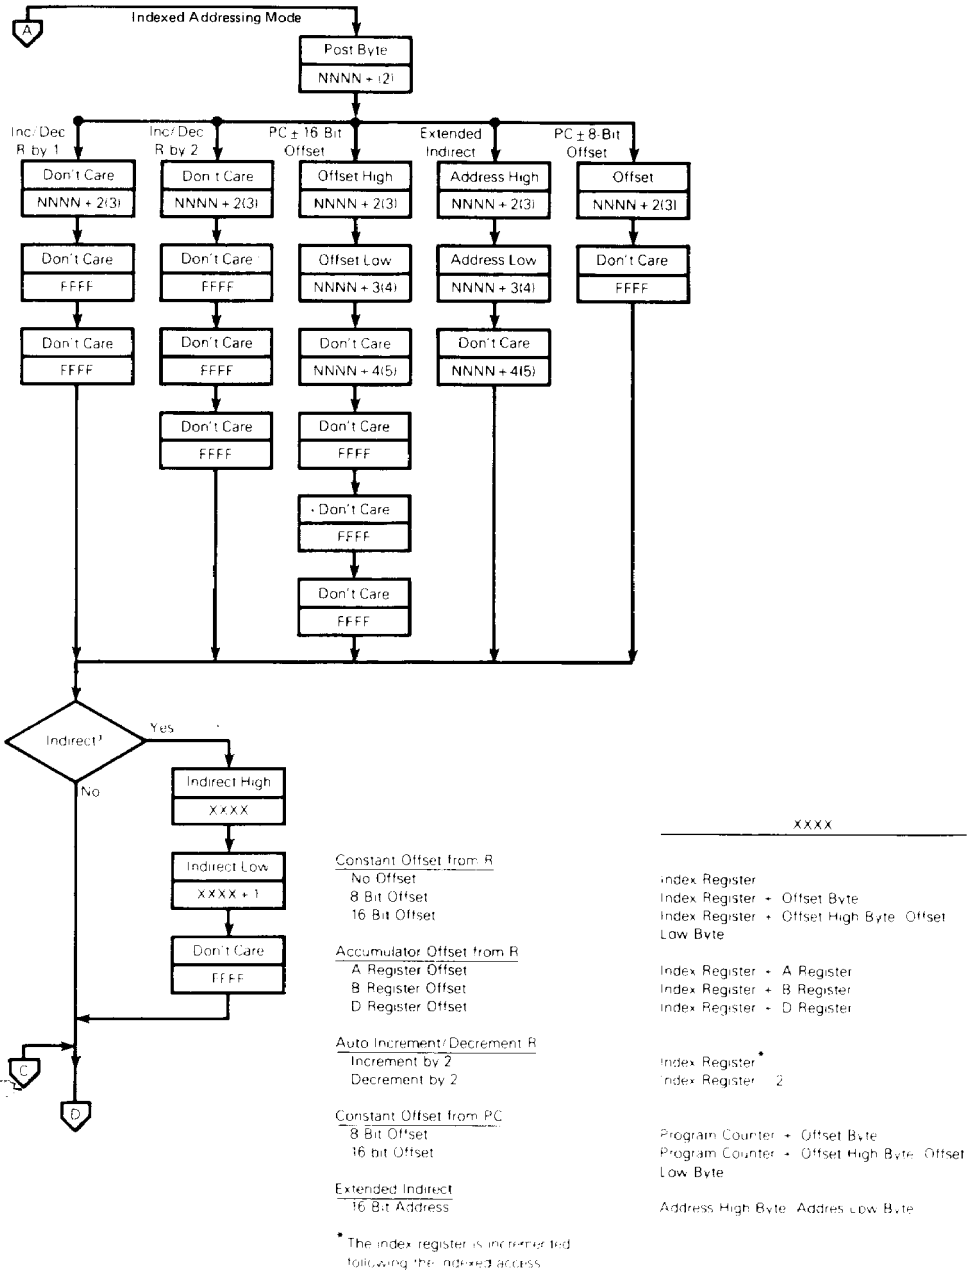 A
Indexed Addressing Mode
Post Byte
NNNN + (2)
Inc/Dec
R by 1
Don't Care
NNNN + 2(3)
Don't Care
FFFF
Don't Care
FFFF
Inc/Dec
R by 2
Don't Care
NNNN + 2(3)
Don't Care
FFFF
Don't Care
FFFF
Don't Care
FFFF
PC ± 16 Bit
Offset
Offset High
NNNN + 2(3)
Offset Low
NNNN + 3(4)
Don't Care
NNNN + 4(5)
Don't Care
FFFF
Don't Care
FFFF
Don't Care
FFFF
Extended
Indirect
Address High
NNNN + 2(3)
Address Low
NNNN + 3(4)
Don't Care
NNNN + 4(5)
PC ± 8-Bit
Offset
Offset
NNNN + 2(3)
Don't Care
FFFF
Indirect?
Yes
No
Indirect High
XXXX
Indirect Low
XXXX + 1
Don't Care
FFFF
C
D
XXXX
Constant Offset from R
No Offset Index Register
8 Bit Offset Index Register + Offset Byte
16 Bit Offset Index Register + Offset High Byte Offset
Low Byte
Accumulator Offset from R
A Register Offset Index Register + A Register
B Register Offset Index Register + B Register
D Register Offset Index Register + D Register
Auto Increment/Decrement R
Increment by 2 Index Register*
Decrement by 2 Index Register 2
Constant Offset from PC
8 Bit Offset Program Counter + Offset Byte
16 bit Offset Program Counter + Offset High Byte Offset
Low Byte
Extended Indirect
16 Bit Address Address High Byte Addres Low Byte
* The index register is incremented
following the indexed access